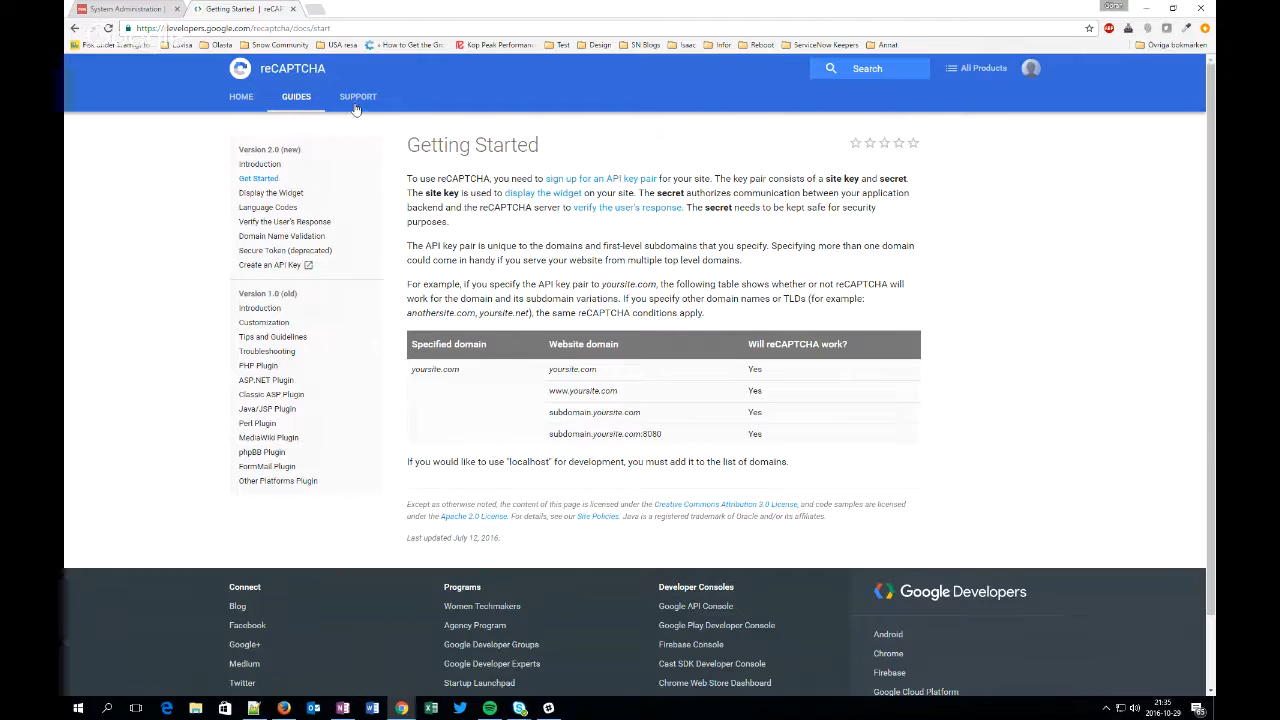 System Administration |
Getting Started | reCAP
Göran
https://developers.google.com/recaptcha/docs/start
Lavisa
Olasta
Snow Community
USA resa
» How to Get the Gr
Kop Peak Performance
Test
Design
SN Blogs
Isaac
Infor
Reboot
ServiceNow Keepers
Annat
Övriga bokmärken
reCAPTCHA
Search
All Products
HOME
GUIDES
SUPPORT
Version 2.0 (new)
Introduction
Get Started
Display the Widget
Language Codes
Verify the User's Response
Domain Name Validation
Secure Token (deprecated)
Create an API Key
Version 1.0 (old)
Introduction
Customization
Tips and Guidelines
Troubleshooting
PHP Plugin
ASP.NET Plugin
Classic ASP Plugin
Java/JSP Plugin
Perl Plugin
MediaWiki Plugin
phpBB Plugin
FormMail Plugin
Other Platforms Plugin
Getting Started
To use reCAPTCHA, you need to sign up for an API key pair for your site. The key pair consists of a site key and secret.
The site key is used to display the widget on your site. The secret authorizes communication between your application
backend and the reCAPTCHA server to verify the user's response. The secret needs to be kept safe for security
purposes.
The API key pair is unique to the domains and first-level subdomains that you specify. Specifying more than one domain
could come in handy if you serve your website from multiple top level domains.
For example, if you specify the API key pair to yoursite.com, the following table shows whether or not reCAPTCHA will
work for the domain and its subdomain variations. If you specify other domain names or TLDs (for example:
anothersite.com, yoursite.net), the same reCAPTCHA conditions apply.
Specified domain Website domain Will reCAPTCHA work?
yoursite.com yoursite.com Yes
www.yoursite.com Yes
subdomain.yoursite.com Yes
subdomain.yoursite.com:8080 Yes
If you would like to use "localhost" for development, you must add it to the list of domains.
Except as otherwise noted, the content of this page is licensed under the Creative Commons Attribution 3.0 License, and code samples are licensed
under the Apache 2.0 License. For details, see our Site Policies. Java is a registered trademark of Oracle and/or its affiliates.
Last updated July 12, 2016.
Connect
Blog
Facebook
Google+
Medium
Twitter
Programs
Women Techmakers
Agency Program
Google Developer Groups
Google Developer Experts
Startup Launchpad
Developer Consoles
Google API Console
Google Play Developer Console
Firebase Console
Cast SDK Developer Console
Chrome Web Store Dashboard
Google Developers
Android
Chrome
Firebase
Google Cloud Platform
21:35
2016-10-29